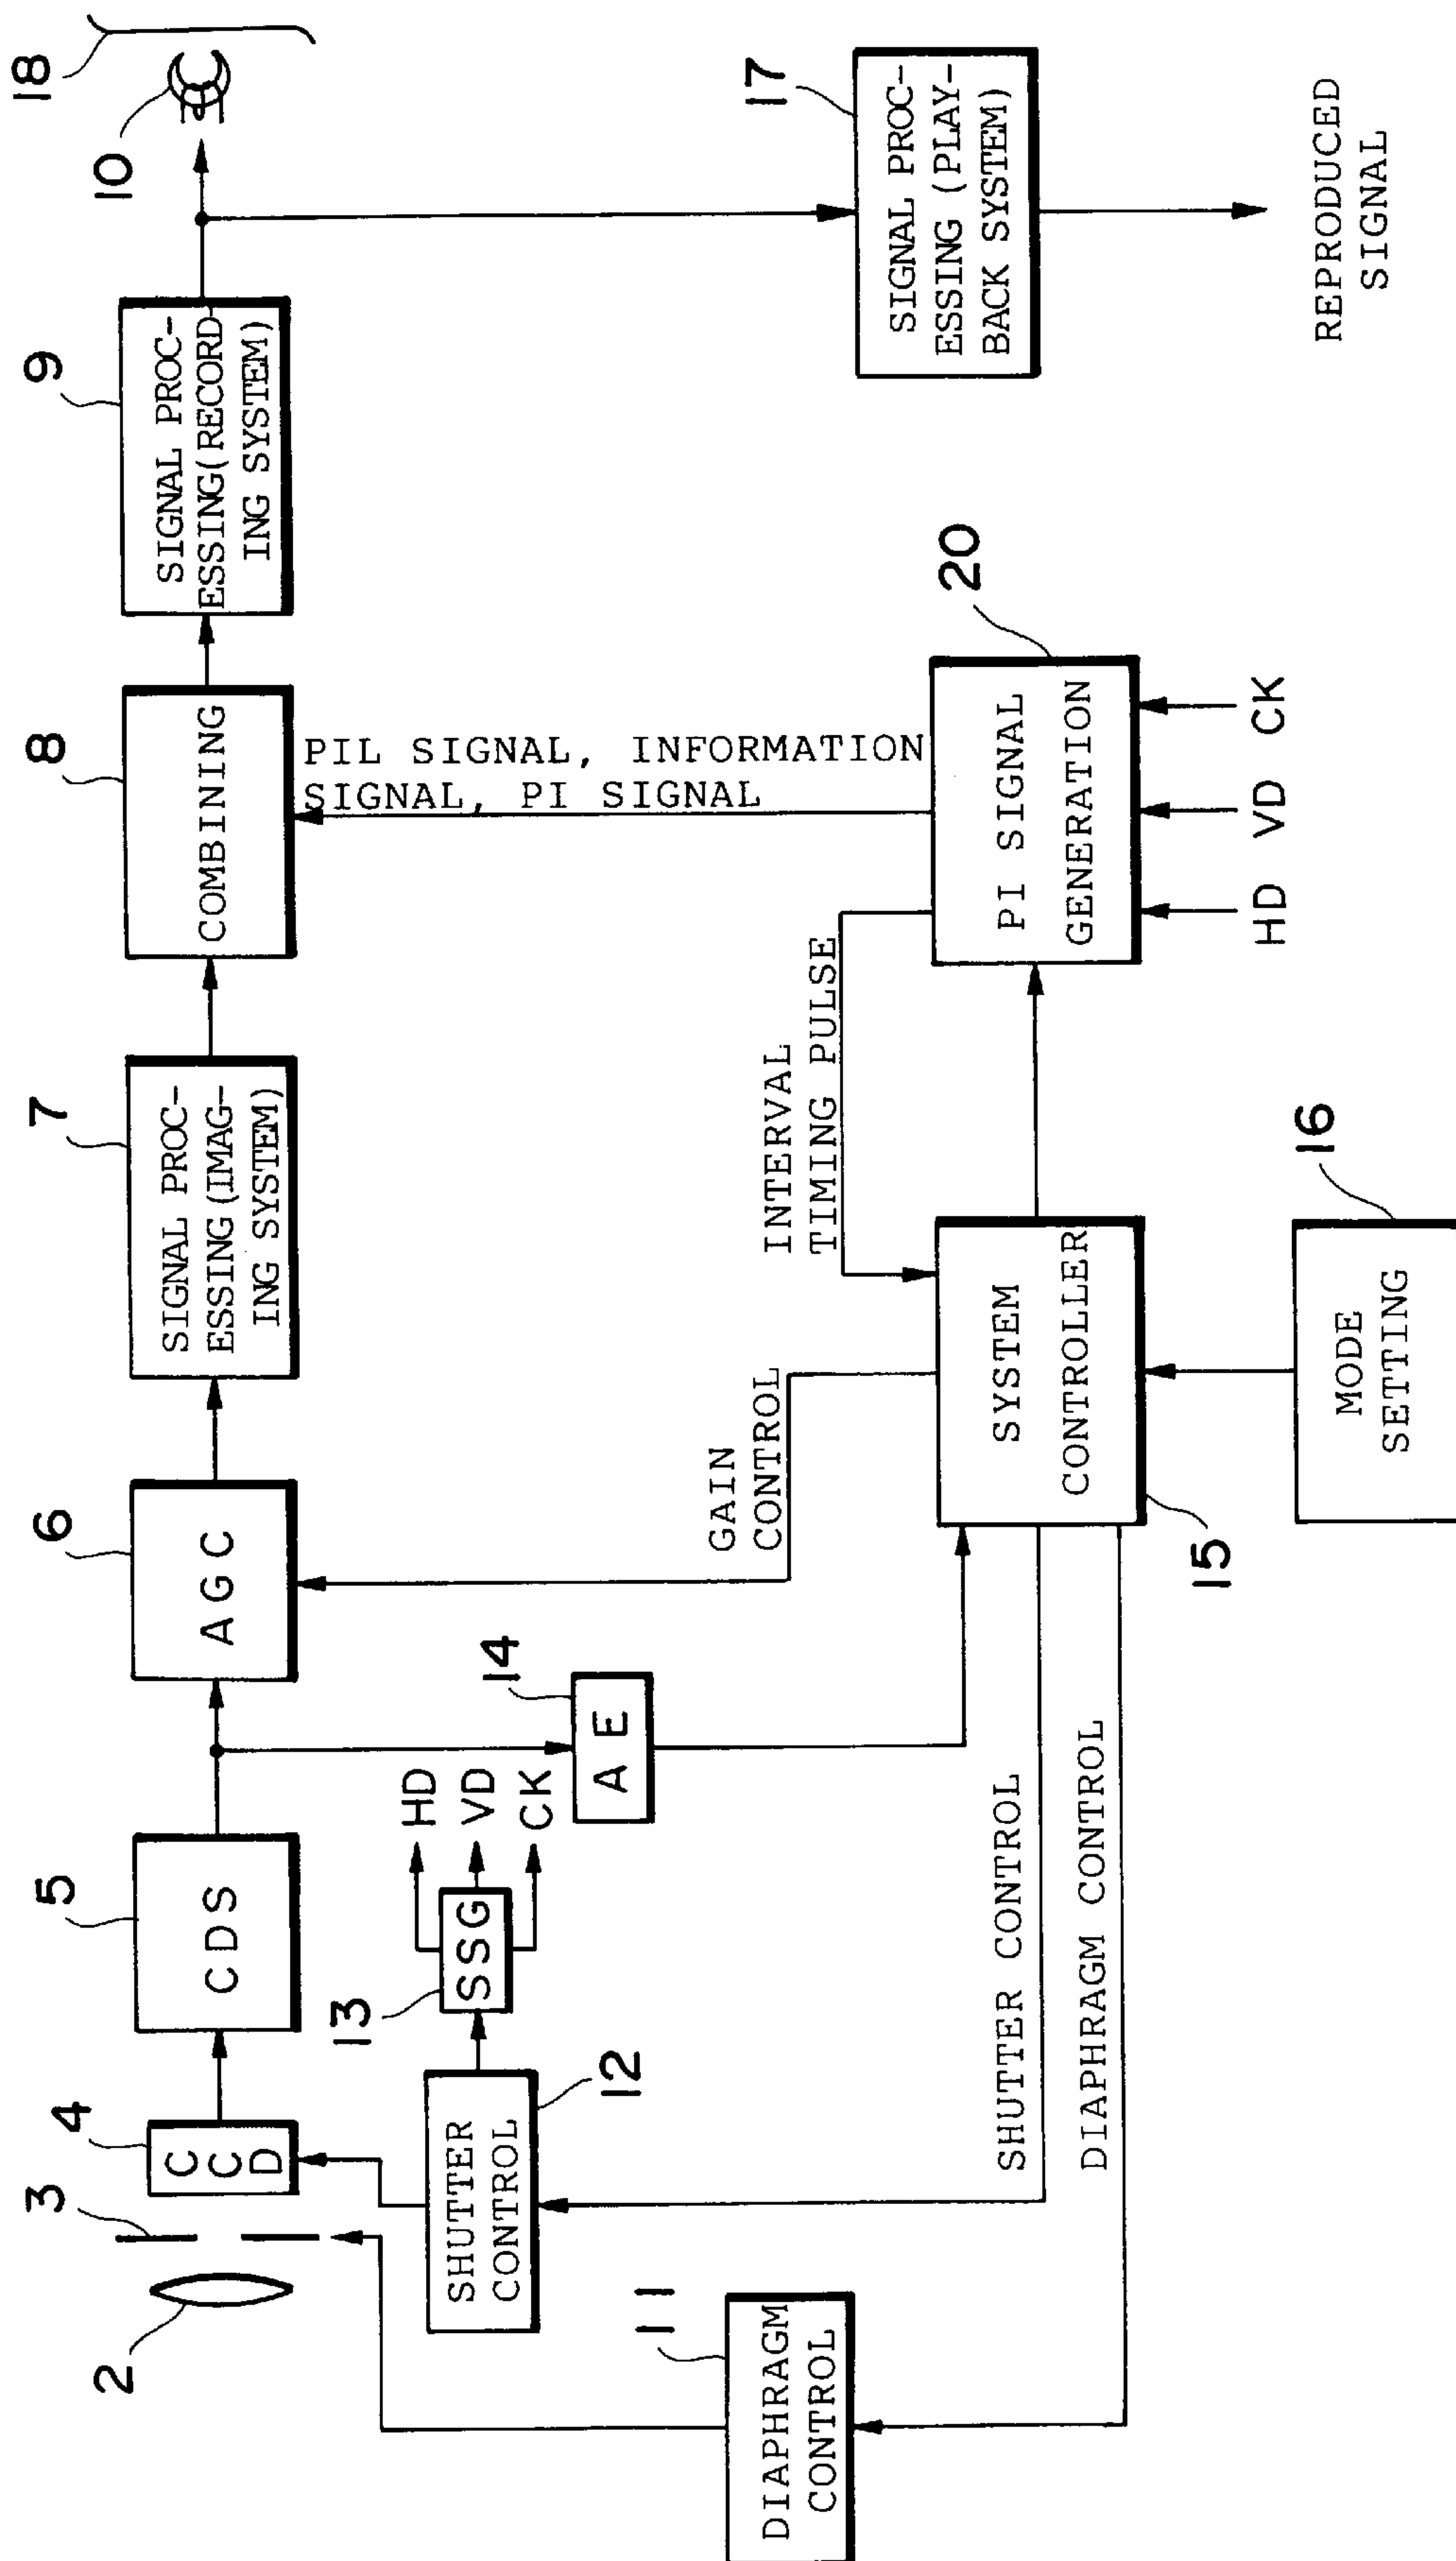 18
10
9
SIGNAL PROC-
ESSING(RECORD
ING SYSTEM)
8
COMBINING
7
SIGNAL PROC-
ESSING(IMAG-
ING SYSTEM)
6
AGC
5
CDS
4
C
C
D
3
2
17
SIGNAL PROC-
ESSING (PLAY-
BACK SYSTEM)
REPRODUCED
SIGNAL
PIL SIGNAL, INFORMATION
SIGNAL, PI SIGNAL
20
PI SIGNAL
GENERATION
HD VD CK
INTERVAL
TIMING PULSE
GAIN
CONTROL
14
AE
HD
VD
CK
13
SSG
12
SHUTTER
CONTROL
SYSTEM
CONTROLLER
15
16
MODE
SETTING
SHUTTER CONTROL
DIAPHRAGM CONTROL
11
DIAPHRAGM
CONTROL